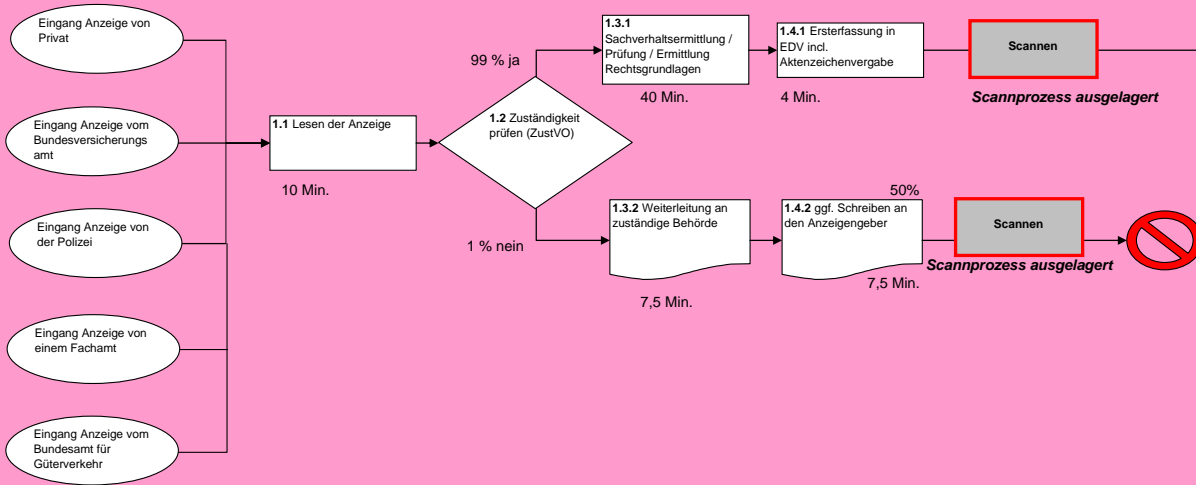 Eingang Anzeige von
Privat
Eingang Anzeige vom
Bundesversicherungs
amt
Eingang Anzeige von
der Polizei
Eingang Anzeige von
einem Fachamt
Eingang Anzeige vom
Bundesamt für
Güterverkehr
1.1 Lesen der Anzeige
10 Min.
1.2 Zuständigkeit
prüfen (ZustVO)
99 % ja
1 % nein
1.3.1
Sachverhaltsermittlung /
Prüfung / Ermittlung
Rechtsgrundlagen
40 Min.
1.4.1 Ersterfassung in
EDV incl.
Aktenzeichenvergabe
4 Min.
Scannen
Scannprozess ausgelagert
1.3.2 Weiterleitung an
zuständige Behörde
7,5 Min.
50%
1.4.2 ggf. Schreiben an
den Anzeigengeber
7,5 Min.
Scannen
Scannprozess ausgelagert